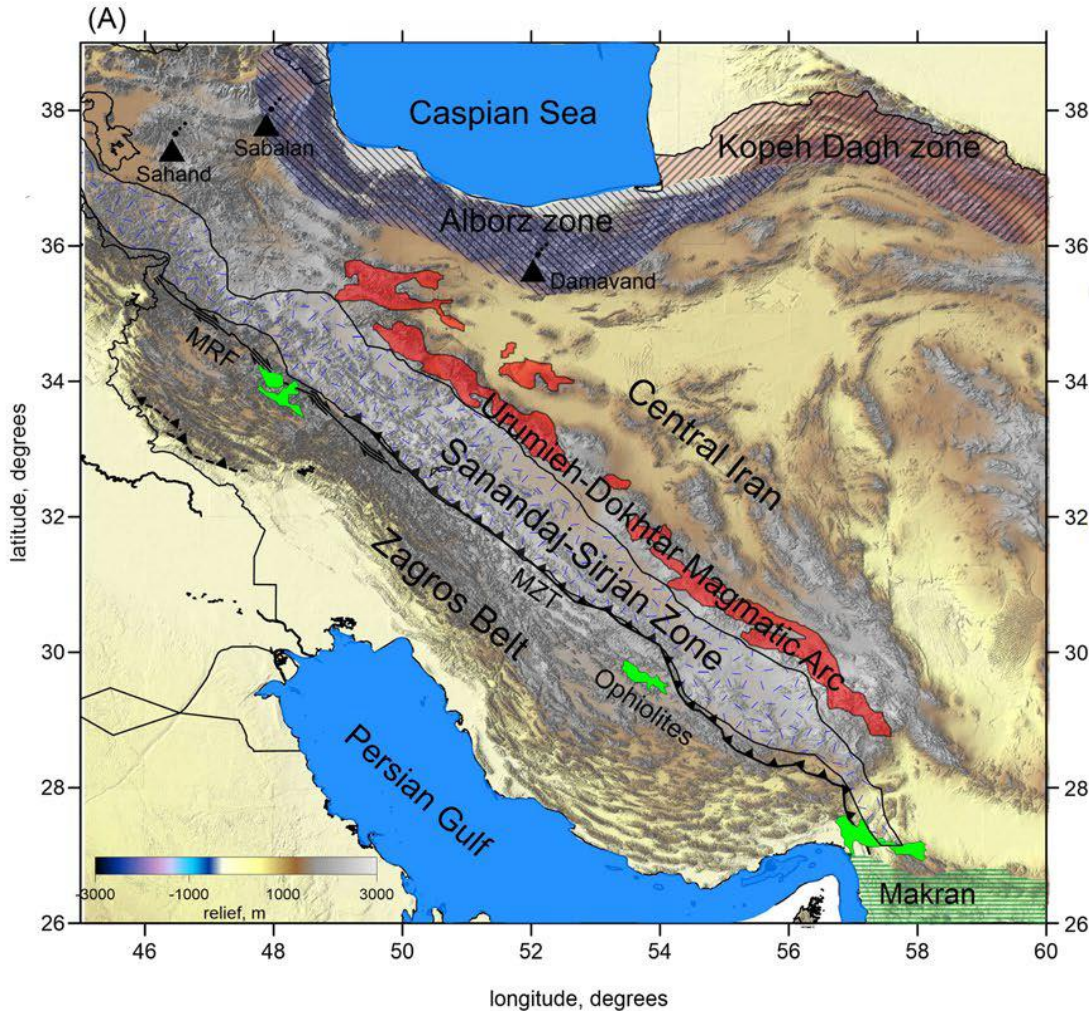 (A)
Caspian Sea
Kopeh Dagh zone
Sabalan
Sahand
Alborz zone
Damavand
MRF
Central Iran
Urumieh-Dokhtar Magmatic Arc
Sanandaj-Sirjan Zone
MZT
Zagros Belt
Ophiolites
Persian Gulf
Makran
-3000 -1000 1000 3000
relief, m
38
36
34
32
30
28
26
38
36
34
32
30
28
26
46 48 50 52 54 56 58 60
latitude, degrees
longitude, degrees